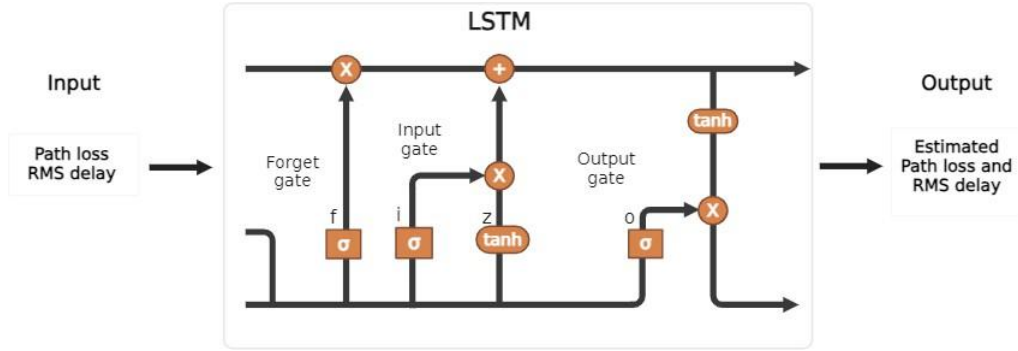 LSTM
Input
Path loss
RMS delay
X
+
tanh
Input
gate
Forget
gate
Output
gate
X
X
f
i
z
o
σ
σ
tanh
σ
Output
Estimated
Path loss and
RMS delay